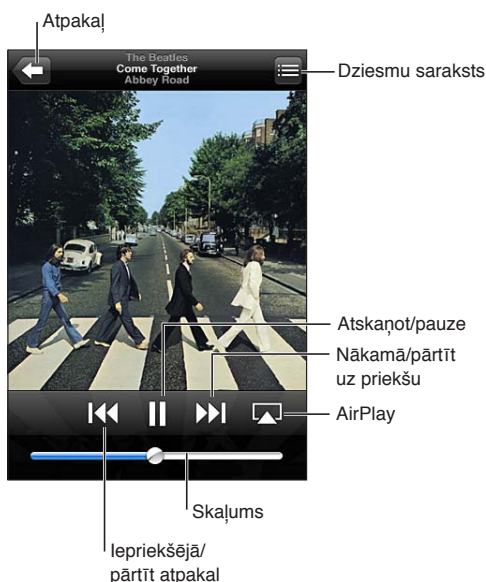 Atpakaļ
The Beatles
Come Together
Abbey Road
Dziesmu saraksts
Atskaņot/pauze
Nākamā/pārtīt
uz priekšu
AirPlay
Skaļums
Iepriekšējā/
pārtīt atpakaļ